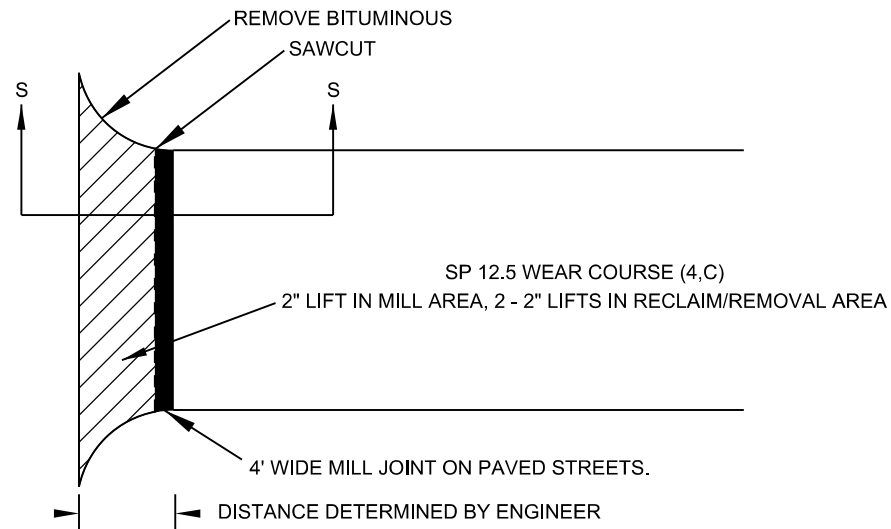 REMOVE BITUMINOUS
SAWCUT
S
S
SP 12.5 WEAR COURSE (4,C)
2" LIFT IN MILL AREA, 2 - 2" LIFTS IN RECLAIM/REMOVAL AREA
4' WIDE MILL JOINT ON PAVED STREETS.
DISTANCE DETERMINED BY ENGINEER